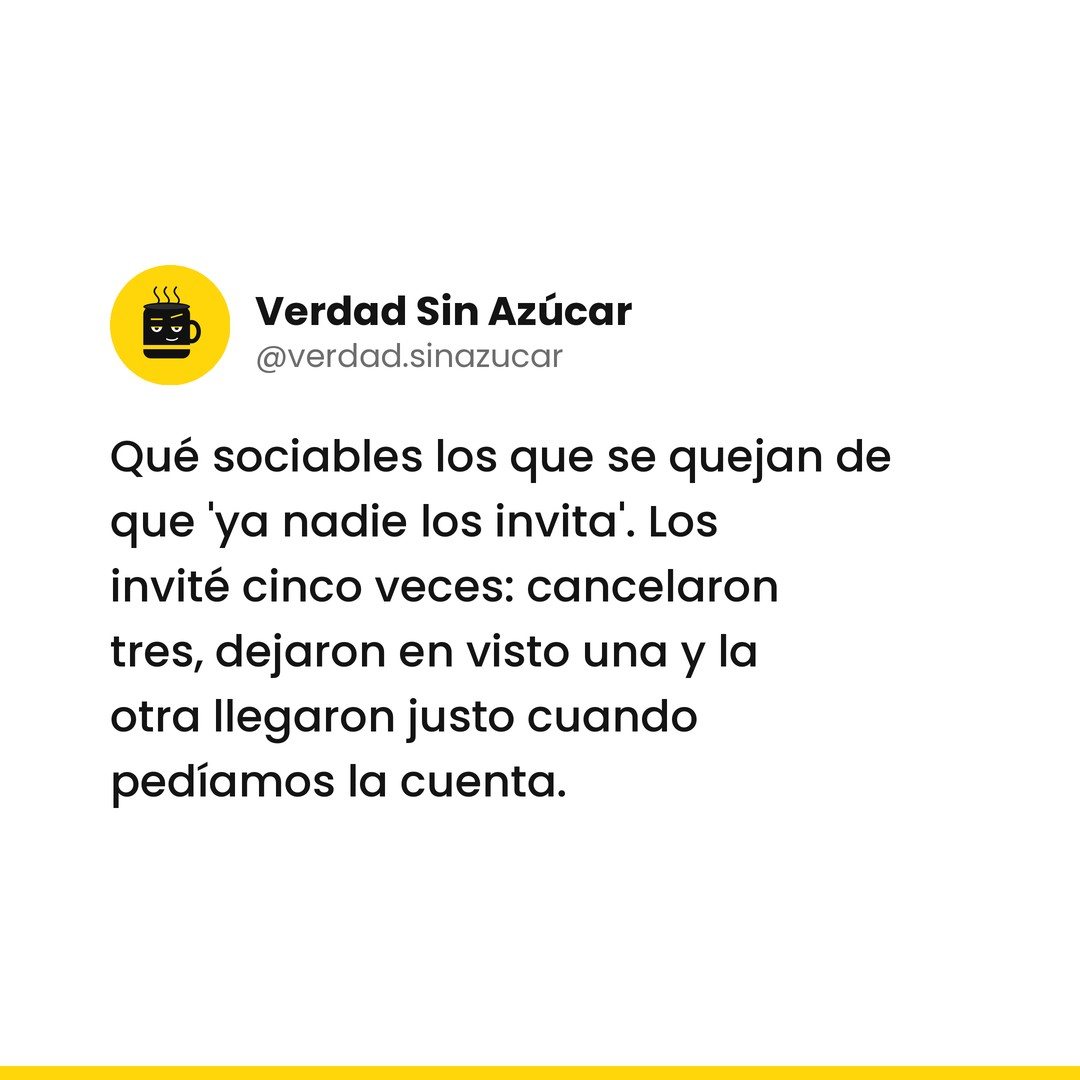 Verdad Sin Azúcar
@verdad.sinazucar
Qué sociables los que se quejan de
que 'ya nadie los invita'. Los
invité cinco veces: cancelaron
tres, dejaron en visto una y la
otra llegaron justo cuando
pedíamos la cuenta.